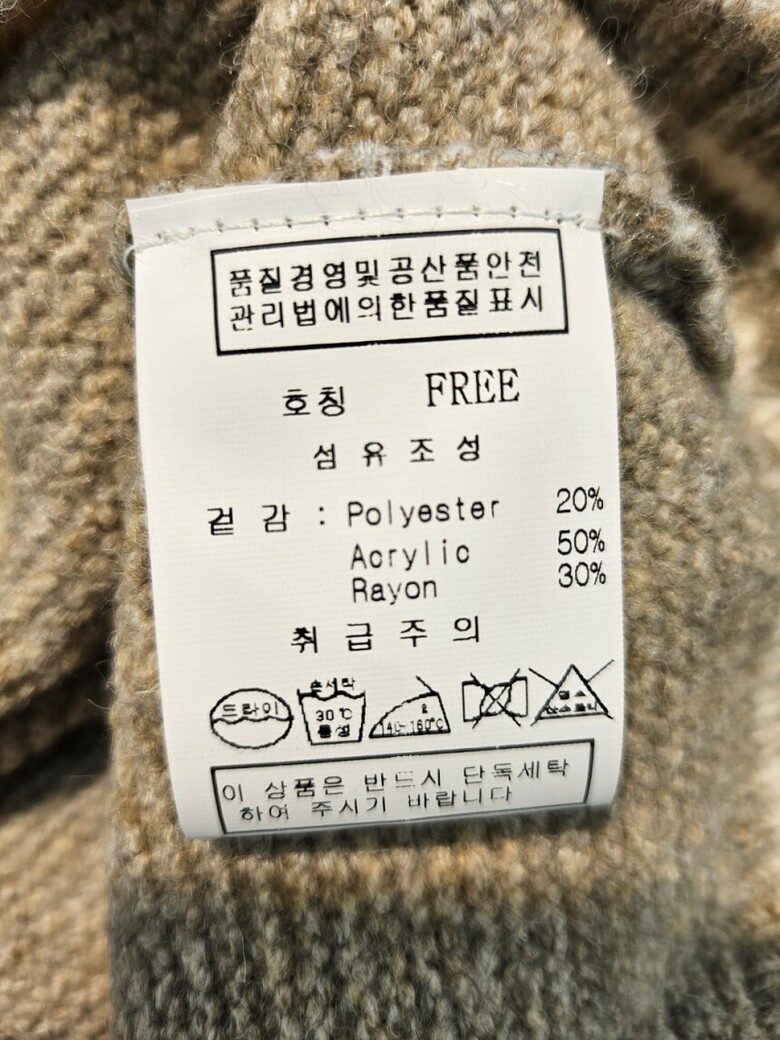 품질경영및공산품안전
관리법에의한품질표시
호칭 FREE
섬유조성
겉감 : Polyester 20%
Acrylic 50%
Rayon 30%
취급주의
드라이
손세탁
30℃
중성
2
140-160℃
염소
이 상품은 반드시 단독세탁
하여 주시기 바랍니다